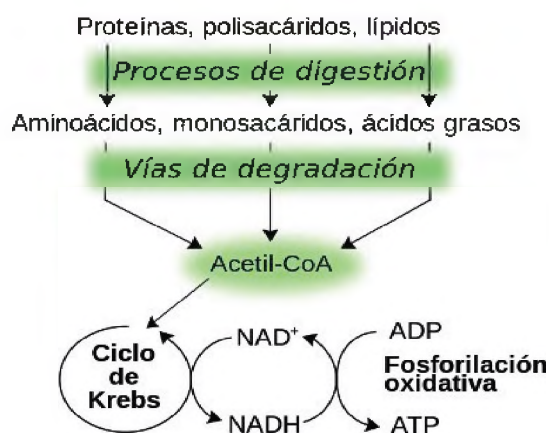 Proteínas, polisacáridos, lípidos
Procesos de digestión
Aminoácidos, monosacáridos, ácidos grasos
Vías de degradación
Acetil-CoA
Ciclo
de
Krebs
NAD⁺
NADH
ADP
Fosforilación
oxidativa
ATP